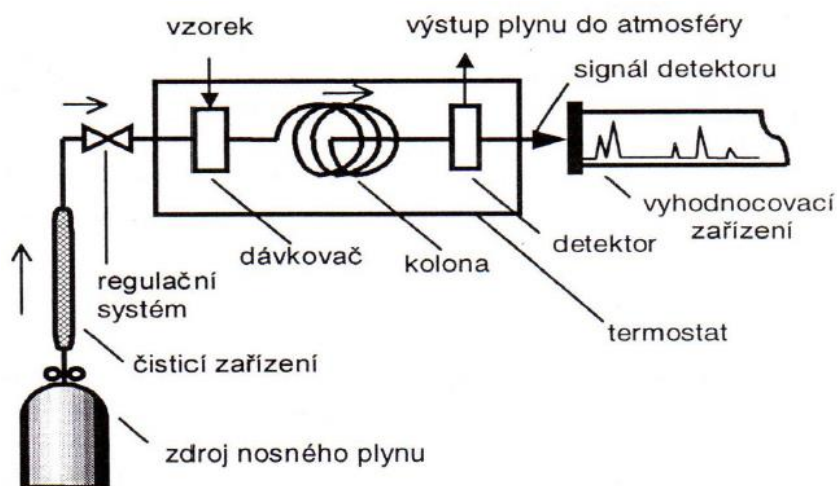 vzorek
výstup plynu do atmosféry
signál detektoru
vyhodnocovací
zařízení
dávkovač
kolona
detektor
regulační
systém
termostat
čisticí zařízení
zdroj nosného plynu